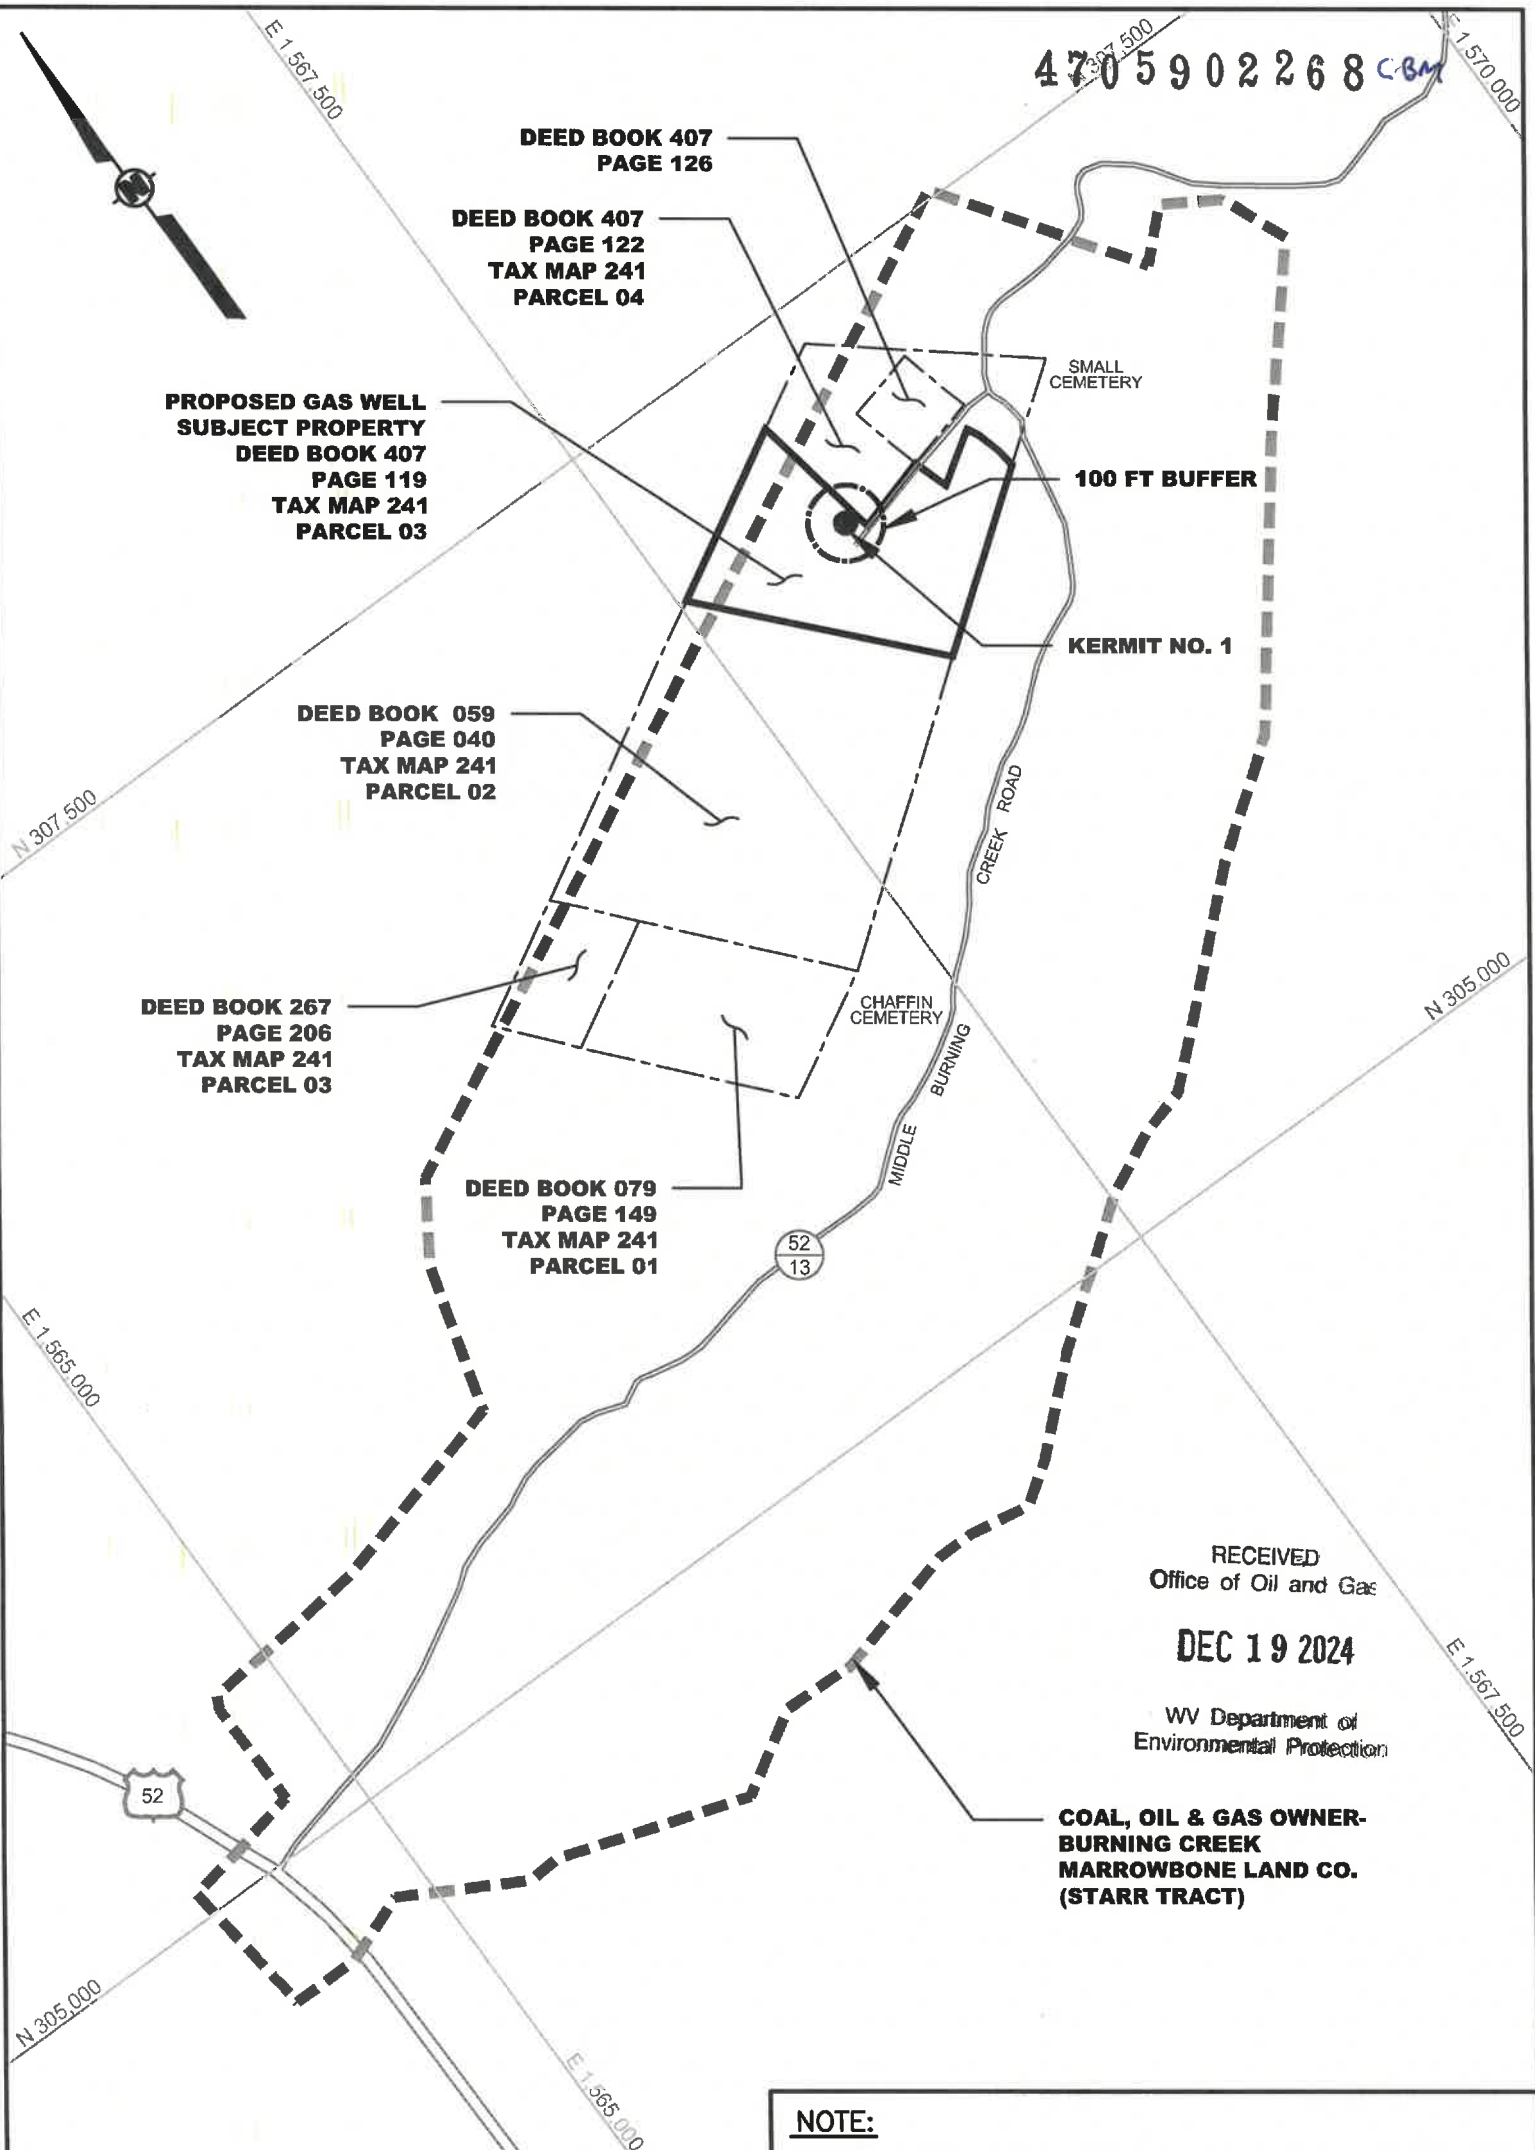 E 1,567,500
N 307,500
4705902268 CBM
E 1,570,000
DEED BOOK 407
PAGE 126
DEED BOOK 407
PAGE 122
TAX MAP 241
PARCEL 04
SMALL
CEMETERY
PROPOSED GAS WELL
SUBJECT PROPERTY
DEED BOOK 407
PAGE 119
TAX MAP 241
PARCEL 03
100 FT BUFFER
KERMIT NO. 1
DEED BOOK 059
PAGE 040
TAX MAP 241
PARCEL 02
N 307,500
MIDDLE BURNING CREEK ROAD
N 305,000
DEED BOOK 267
PAGE 206
TAX MAP 241
PARCEL 03
CHAFFIN
CEMETERY
DEED BOOK 079
PAGE 149
TAX MAP 241
PARCEL 01
52
13
E 1,565,000
RECEIVED
Office of Oil and Gas
DEC 19 2024
WV Department of
Environmental Protection
E 1,567,500
52
COAL, OIL & GAS OWNER-
BURNING CREEK
MARROWBONE LAND CO.
(STARR TRACT)
N 305,000
E 1,565,000
NOTE: